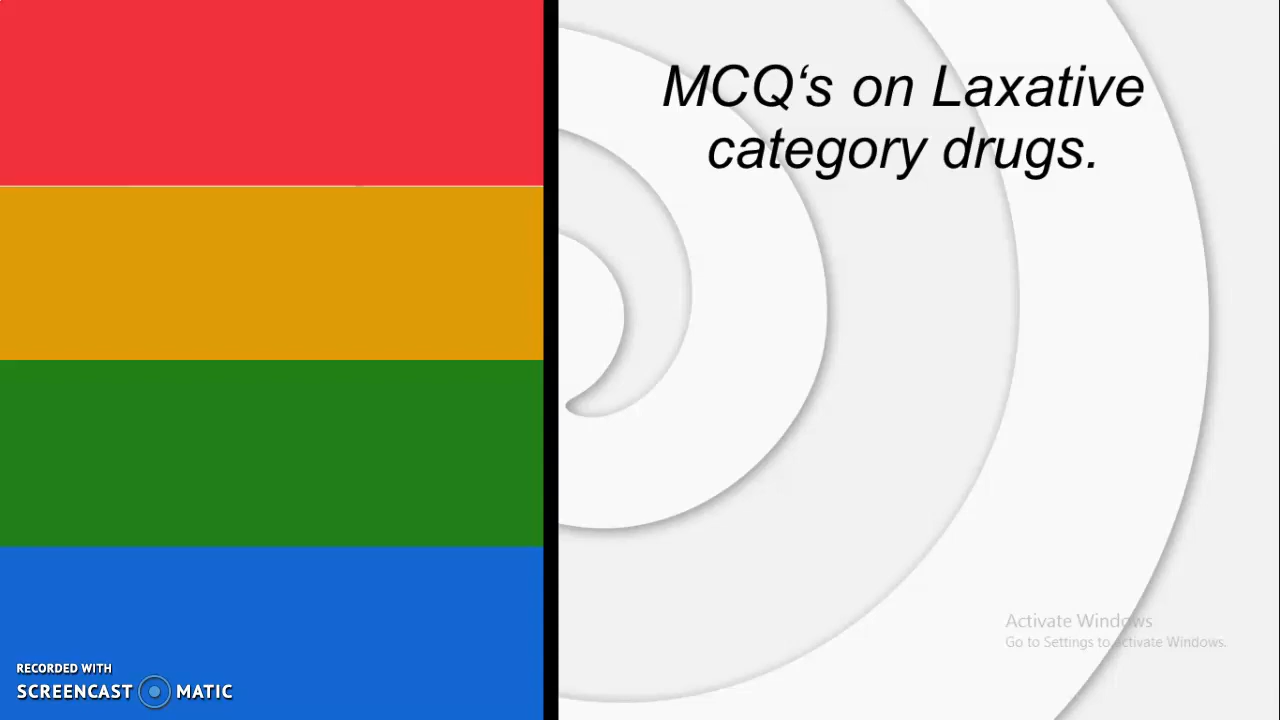 MCQ‘s on Laxative
category drugs.
Activate Windows
Go to Settings to activate Windows.
RECORDED WITH
SCREENCAST MATIC